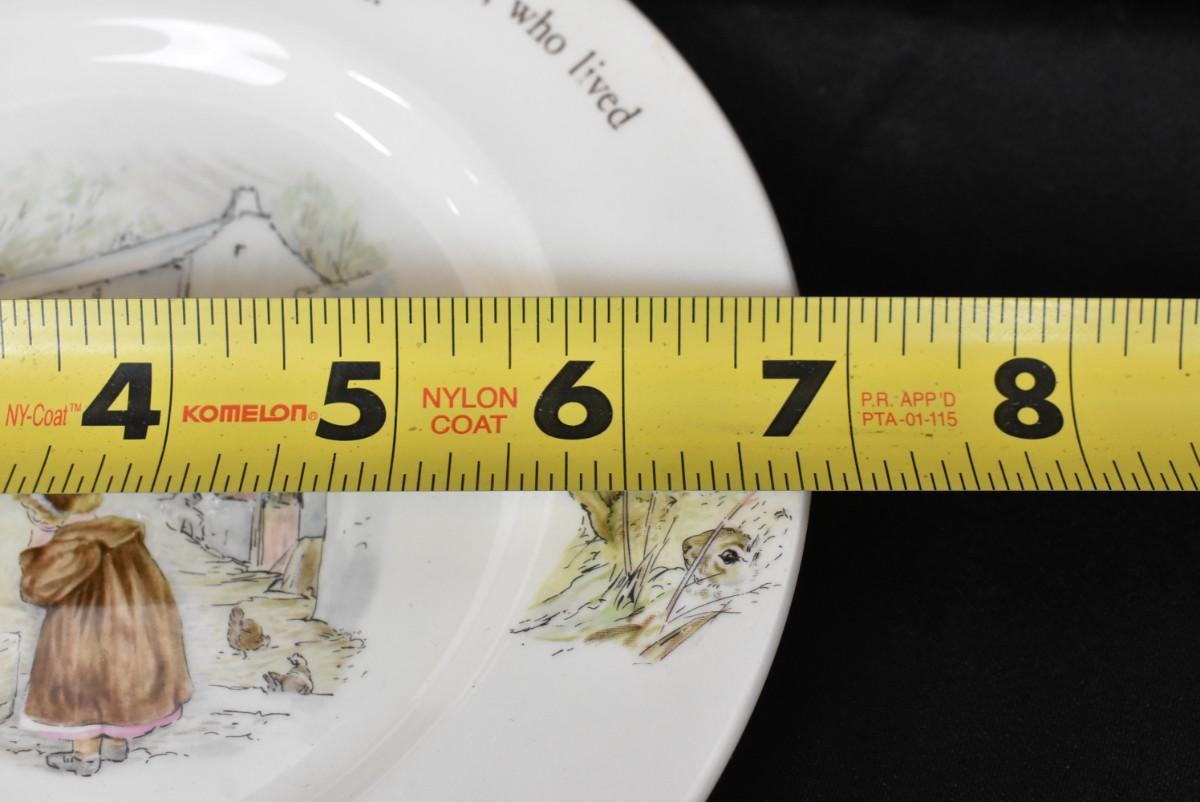 who lived
NY-Coat™ 4 KOMELON® 5 NYLON COAT 6 7 P.R. APP'D PTA-01-115 8